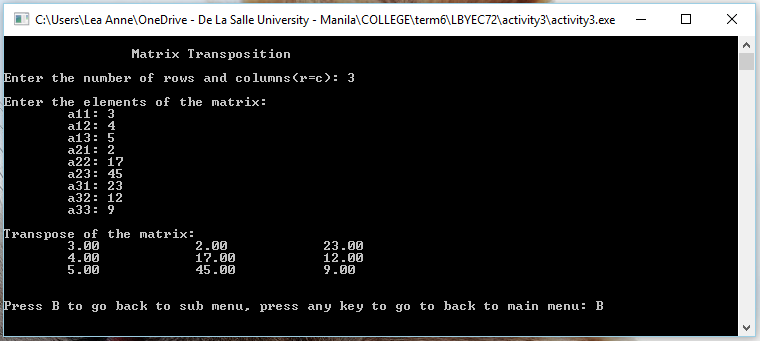 C:\Users\Lea Anne\OneDrive - De La Salle University - Manila\COLLEGE\term6\LBYEC72\activity3\activity3.exe
Matrix Transposition
Enter the number of rows and columns(r=c): 3
Enter the elements of the matrix:
a11: 3
a12: 4
a13: 5
a21: 2
a22: 17
a23: 45
a31: 23
a32: 12
a33: 9
Transpose of the matrix:
3.00 2.00 23.00
4.00 17.00 12.00
5.00 45.00 9.00
Press B to go back to sub menu, press any key to go to back to main menu: B